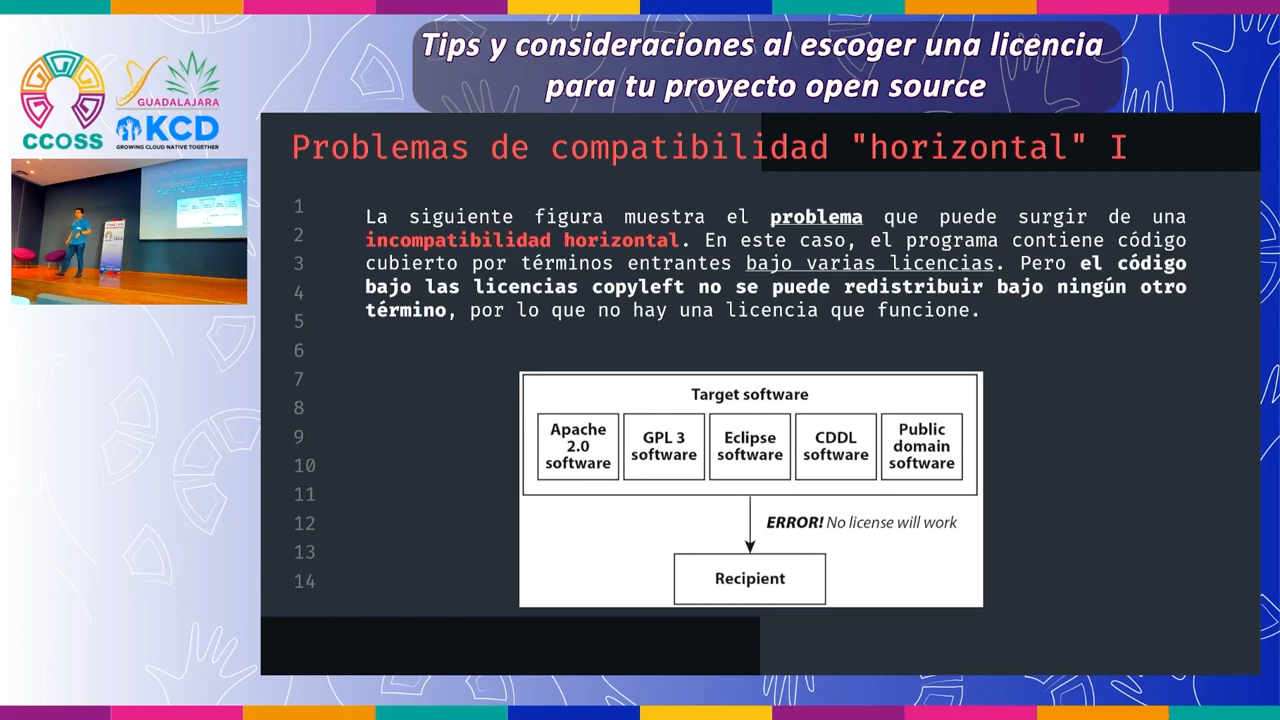 Tips y consideraciones al escoger una licencia
para tu proyecto open source
CCOSS
GUADALAJARA
KCD
GROWING CLOUD NATIVE TOGETHER
Problemas de compatibilidad "horizontal" I
1
2
3
4
5
6
7
8
9
10
11
12
13
14
La siguiente figura muestra el problema que puede surgir de una
incompatibilidad horizontal. En este caso, el programa contiene código
cubierto por términos entrantes bajo varias licencias. Pero el código
bajo las licencias copyleft no se puede redistribuir bajo ningún otro
término, por lo que no hay una licencia que funcione.
Target software
Apache
2.0
software
GPL 3
software
Eclipse
software
CDDL
software
Public
domain
software
ERROR! No license will work
Recipient